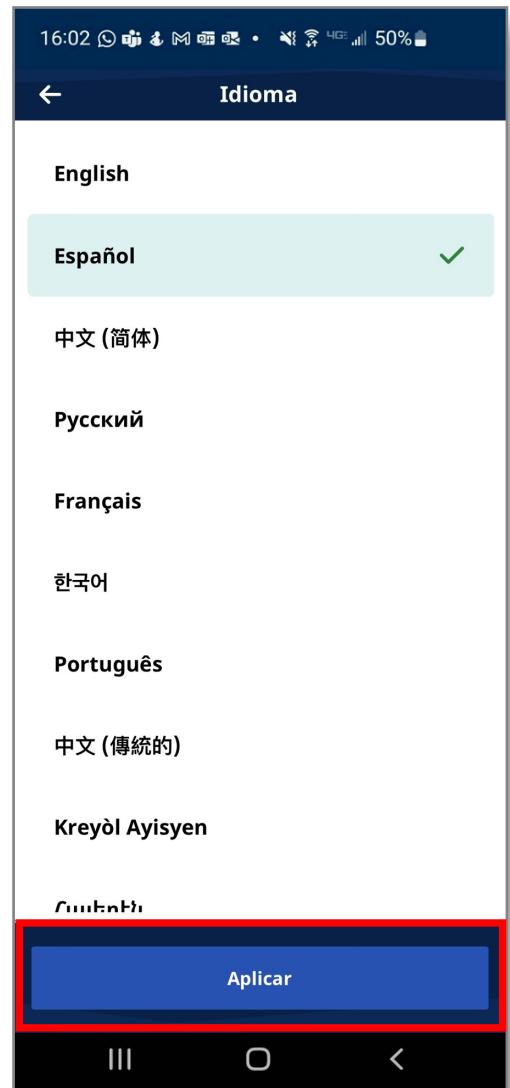 16:02 4GE 50%
Idioma
English
Español
中文 (简体)
Русский
Français
한국어
Português
中文 (傳統的)
Kreyòl Ayisyen
Aplicar